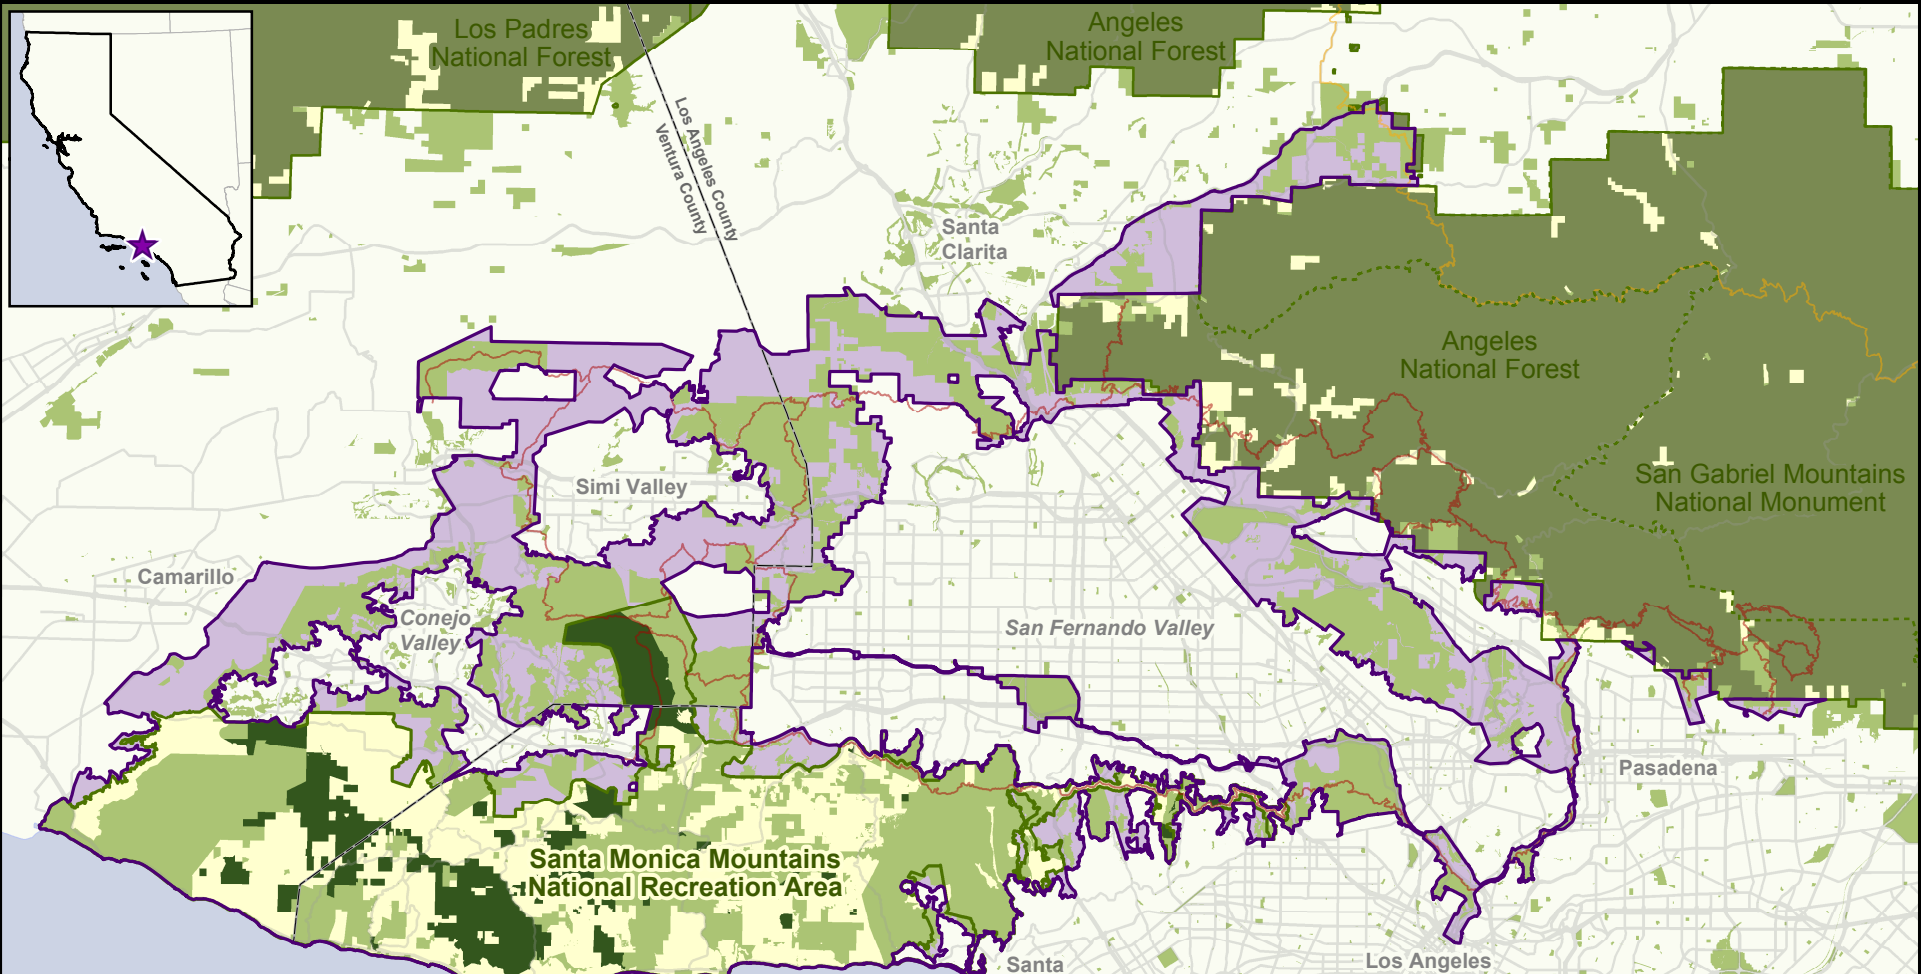 Los Padres
National Forest
Angeles
National Forest
Los Angeles County
Ventura County
Santa
Clarita
Angeles
National Forest
San Gabriel Mountains
National Monument
Simi Valley
Camarillo
Conejo
Valley
San Fernando Valley
Pasadena
Santa Monica Mountains
National Recreation Area
Santa
Los Angeles